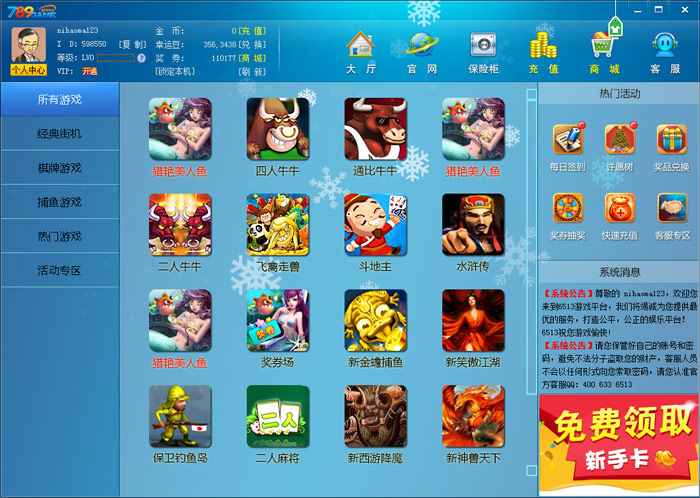 789GAME
nihaoma123
I D: 598550 [复 制]
等级: LV0
VIP: 开通
个人中心
金 币: 0 [充 值]
幸运豆: 356,3438 [兑 换]
奖 券: 110177 [商 城]
[锁定本机] [刷 新]
大 厅
官 网
保险柜
充 值
商 城
客 服
所有游戏
经典街机
棋牌游戏
捕鱼游戏
热门游戏
活动专区
猎艳美人鱼
四人牛牛
通比牛牛
猎艳美人鱼
二人牛牛
飞禽走兽
斗地主
水浒传
猎艳美人鱼
奖券
奖券场
新金蟾捕鱼
新笑傲江湖
保卫钓鱼岛
二人
二人麻将
新西游降魔
新神兽天下
热门活动
每日签到
许愿树
奖品兑换
奖券抽奖
快速充值
客服专区
系统消息
【系统公告】尊敬的 nihaoma123，欢迎您
来到6513游戏平台，我们将竭诚为您提供最
优的服务，打造公平，公正的娱乐平台！
6513祝您游戏愉快！
【系统公告】请您保管好自己的账号和密
码，避免不法分子盗取您的财产，客服人员
不会以任何形式向您索取密码，请您认准官
方客服QQ: 400 633 6513
免费领取
新手卡